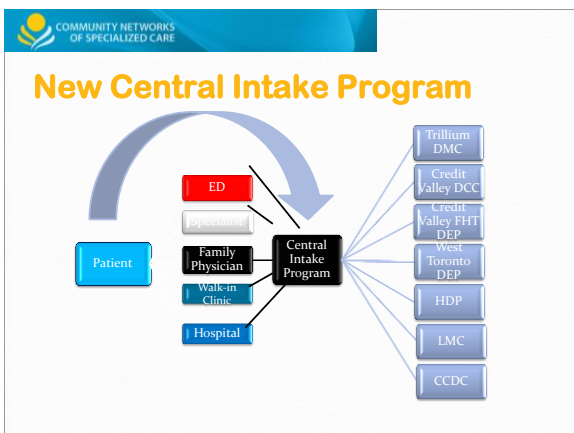 COMMUNITY NETWORKS
OF SPECIALIZED CARE
New Central Intake Program
Patient
ED
Specialist
Family
Physician
Walk-in
Clinic
Hospital
Central
Intake
Program
Trillium
DMC
Credit
Valley DCC
Credit
Valley FHT
DEP
West
Toronto
DEP
HDP
LMC
CCDC